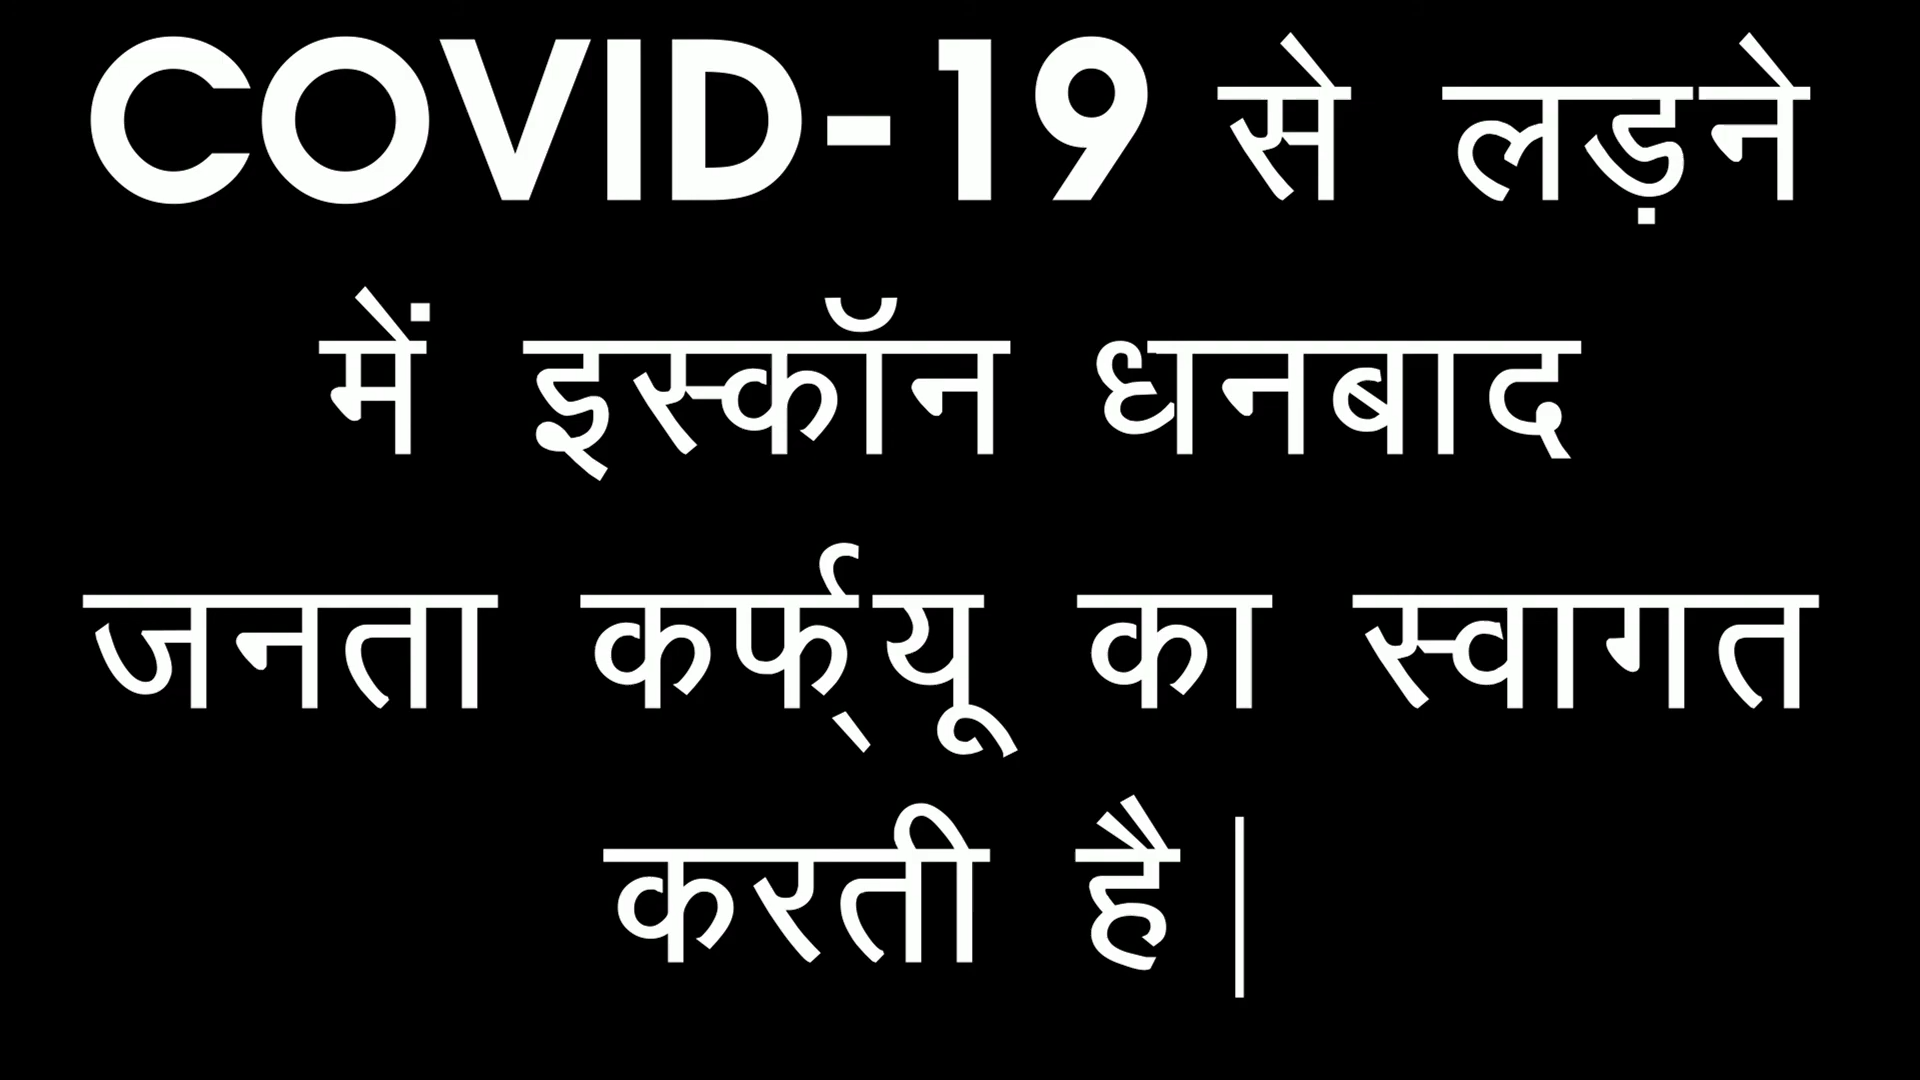 COVID-19 से लड़ने
में इस्कॉन धनबाद
जनता कर्फ्यू का स्वागत
करती है |